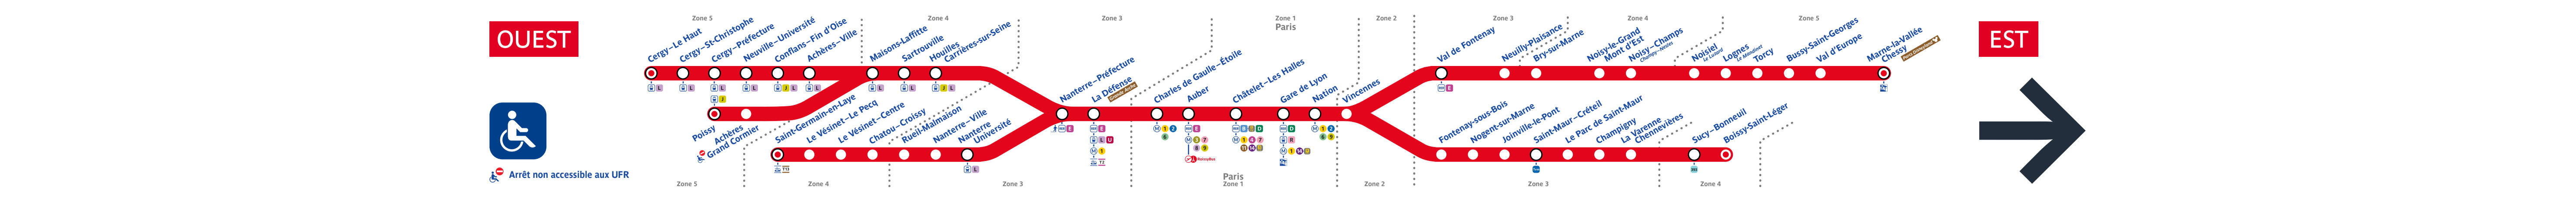 OUEST
EST
Zone 5
Zone 4
Zone 3
Zone 1
Paris
Zone 2
Zone 3
Zone 4
Zone 5
Cergy–Le Haut
Cergy–St-Christophe
Cergy–Préfecture
Neuville–Université
Conflans–Fin d'Oise
Achères–Ville
Maisons-Laffitte
Sartrouville
Houilles
Carrières-sur-Seine
Poissy
Achères
Grand Cormier
Saint-Germain-en-Laye
Le Vésinet–Le Pecq
Le Vésinet–Centre
Chatou–Croissy
Rueil-Malmaison
Nanterre–Ville
Nanterre
Université
Nanterre–Préfecture
La Défense
Charles de Gaulle–Étoile
Auber
Châtelet–Les Halles
Gare de Lyon
Nation
Vincennes
Val de Fontenay
Neuilly-Plaisance
Bry-sur-Marne
Noisy-le-Grand
Mont d'Est
Noisy–Champs
Noisiel
Lognes
Torcy
Bussy-Saint-Georges
Val d'Europe
Marne-la-Vallée
Chessy
Fontenay-sous-Bois
Nogent-sur-Marne
Joinville-le-Pont
Saint-Maur–Créteil
Le Parc de Saint-Maur
Champigny
La Varenne
Chennevières
Sucy–Bonneuil
Boissy-Saint-Léger
Arrêt non accessible aux UFR
Zone 5
Zone 4
Zone 3
Paris
Zone 1
Zone 2
Zone 3
Zone 4